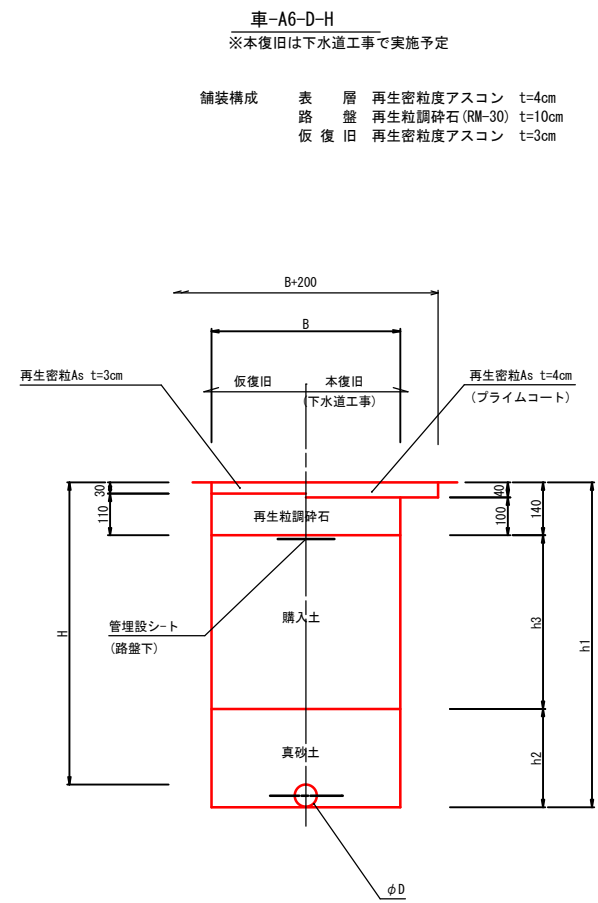 車-A6-D-H
※本復旧は下水道工事で実施予定
舗装構成 表 層 再生密粒度アスコン t=4cm
路 盤 再生粒調砕石(RM-30) t=10cm
仮 復 旧 再生密粒度アスコン t=3cm
B+200
B
再生密粒As t=3cm
仮復旧
本復旧
(下水道工事)
再生密粒As t=4cm
(プライムコート)
30
110
40
100
140
再生粒調砕石
管埋設シート
(路盤下)
購入土
H
h3
h1
真砂土
h2
φD